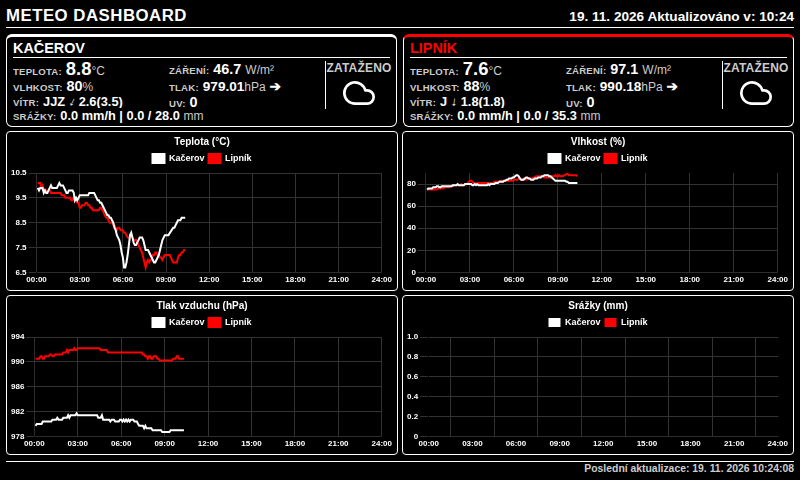 METEO DASHBOARD
19. 11. 2026 Aktualizováno v: 10:24
KAČEROV
TEPLOTA: 8.8°C
ZÁŘENÍ: 46.7 W/m²
VLHKOST: 80%
TLAK: 979.01hPa ➔
VÍTR: JJZ ↓ 2.6(3.5)
UV: 0
SRÁŽKY: 0.0 mm/h | 0.0 / 28.0 mm
ZATAŽENO
LIPNÍK
TEPLOTA: 7.6°C
ZÁŘENÍ: 97.1 W/m²
VLHKOST: 88%
TLAK: 990.18hPa ➔
VÍTR: J ↓ 1.8(1.8)
UV: 0
SRÁŽKY: 0.0 mm/h | 0.0 / 35.3 mm
ZATAŽENO
Teplota (°C)
Kačerov Lipník
10.5
9.5
8.5
7.5
6.5
00:00 03:00 06:00 09:00 12:00 15:00 18:00 21:00 24:00
Vlhkost (%)
Kačerov Lipník
80
60
40
20
0
00:00 03:00 06:00 09:00 12:00 15:00 18:00 21:00 24:00
Tlak vzduchu (hPa)
Kačerov Lipník
994
990
986
982
978
00:00 03:00 06:00 09:00 12:00 15:00 18:00 21:00 24:00
Srážky (mm)
Kačerov Lipník
1.0
0.8
0.6
0.4
0.2
0
00:00 03:00 06:00 09:00 12:00 15:00 18:00 21:00 24:00
Poslední aktualizace: 19. 11. 2026 10:24:08